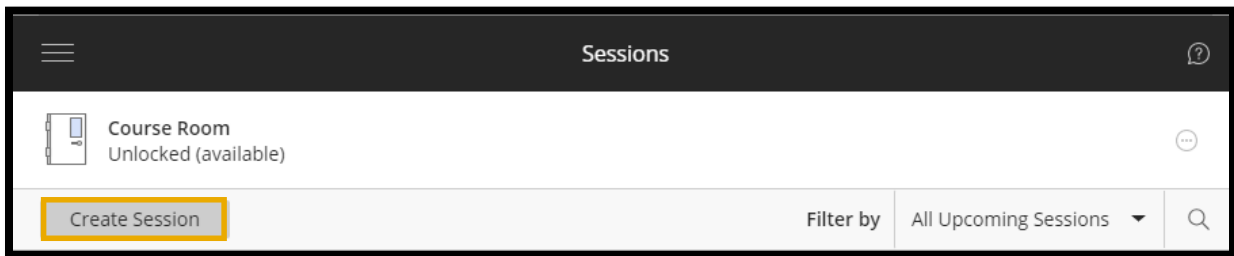 Sessions
Course Room
Unlocked (available)
Create Session Filter by All Upcoming Sessions